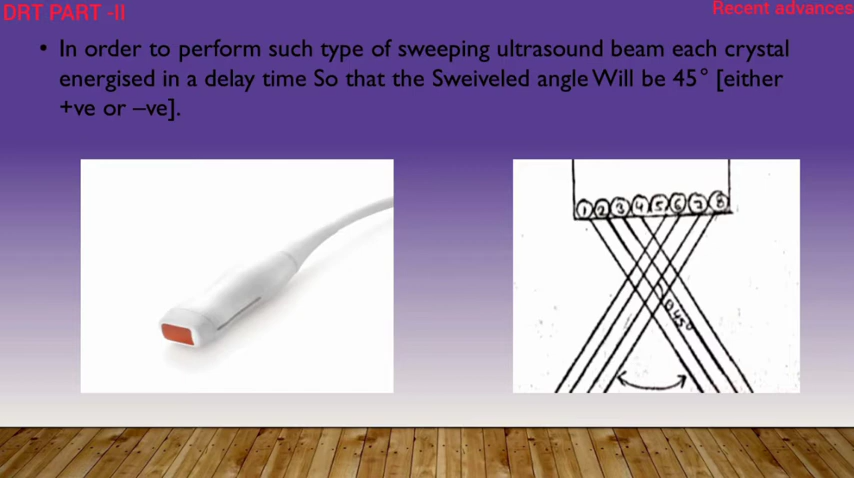 DRT PART -II
Recent advances
• In order to perform such type of sweeping ultrasound beam each crystal
energised in a delay time So that the Sweiveled angle Will be 45° [either
+ve or –ve].
1 2 3 4 5 6 7 8
θ 45°